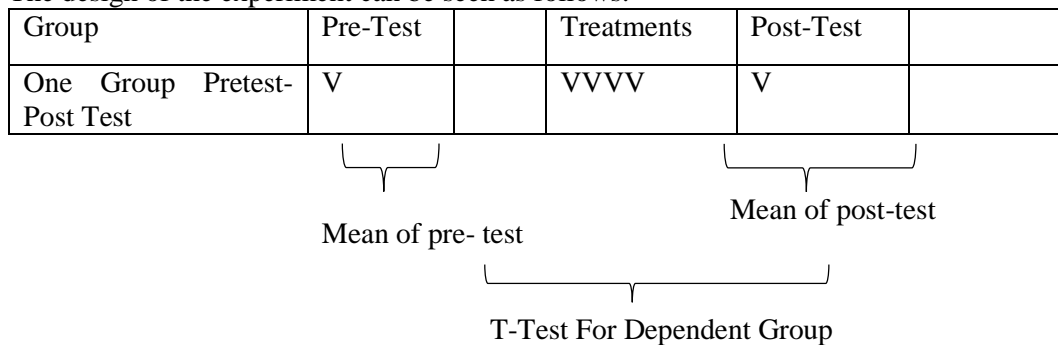 The design of the experiment can be seen as follows:
Group Pre-Test Treatments Post-Test
One Group Pretest- V VVVV V
Post Test
Mean of post-test
Mean of pre- test
T-Test For Dependent Group